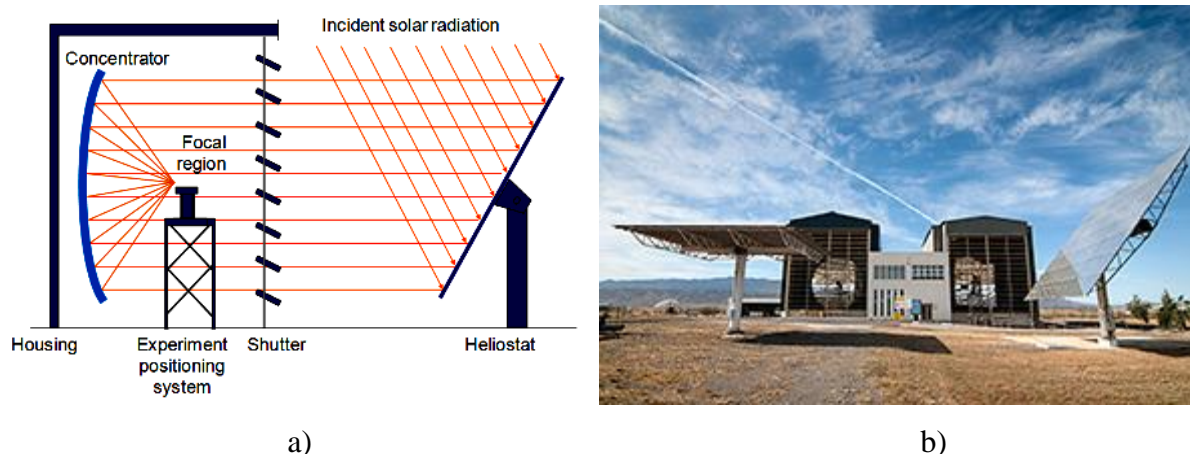 Incident solar radiation
Concentrator
Focal
region
Housing
Experiment
positioning
system
Shutter
Heliostat
a)
b)